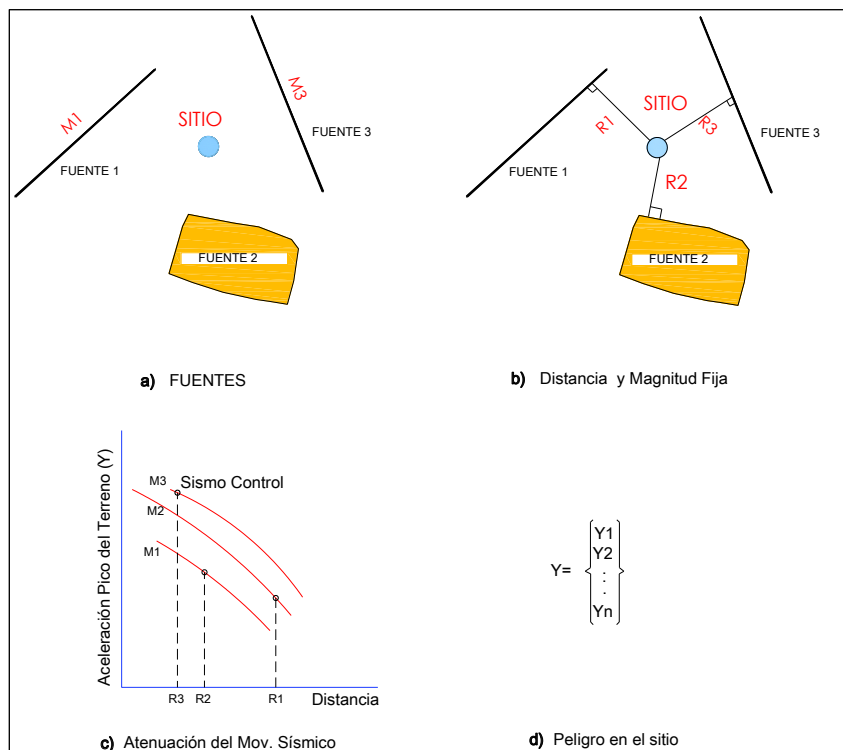 M1
M3
SITIO
FUENTE 3
FUENTE 1
FUENTE 2
a) FUENTES
SITIO
R1
R3
FUENTE 3
FUENTE 1
R2
FUENTE 2
b) Distancia y Magnitud Fija
Aceleración Pico del Terreno (Y)
M3
Sismo Control
M2
M1
R3
R2
R1
Distancia
c) Atenuación del Mov. Sísmico
Y=
Y1
Y2
.
.
Yn
d) Peligro en el sitio